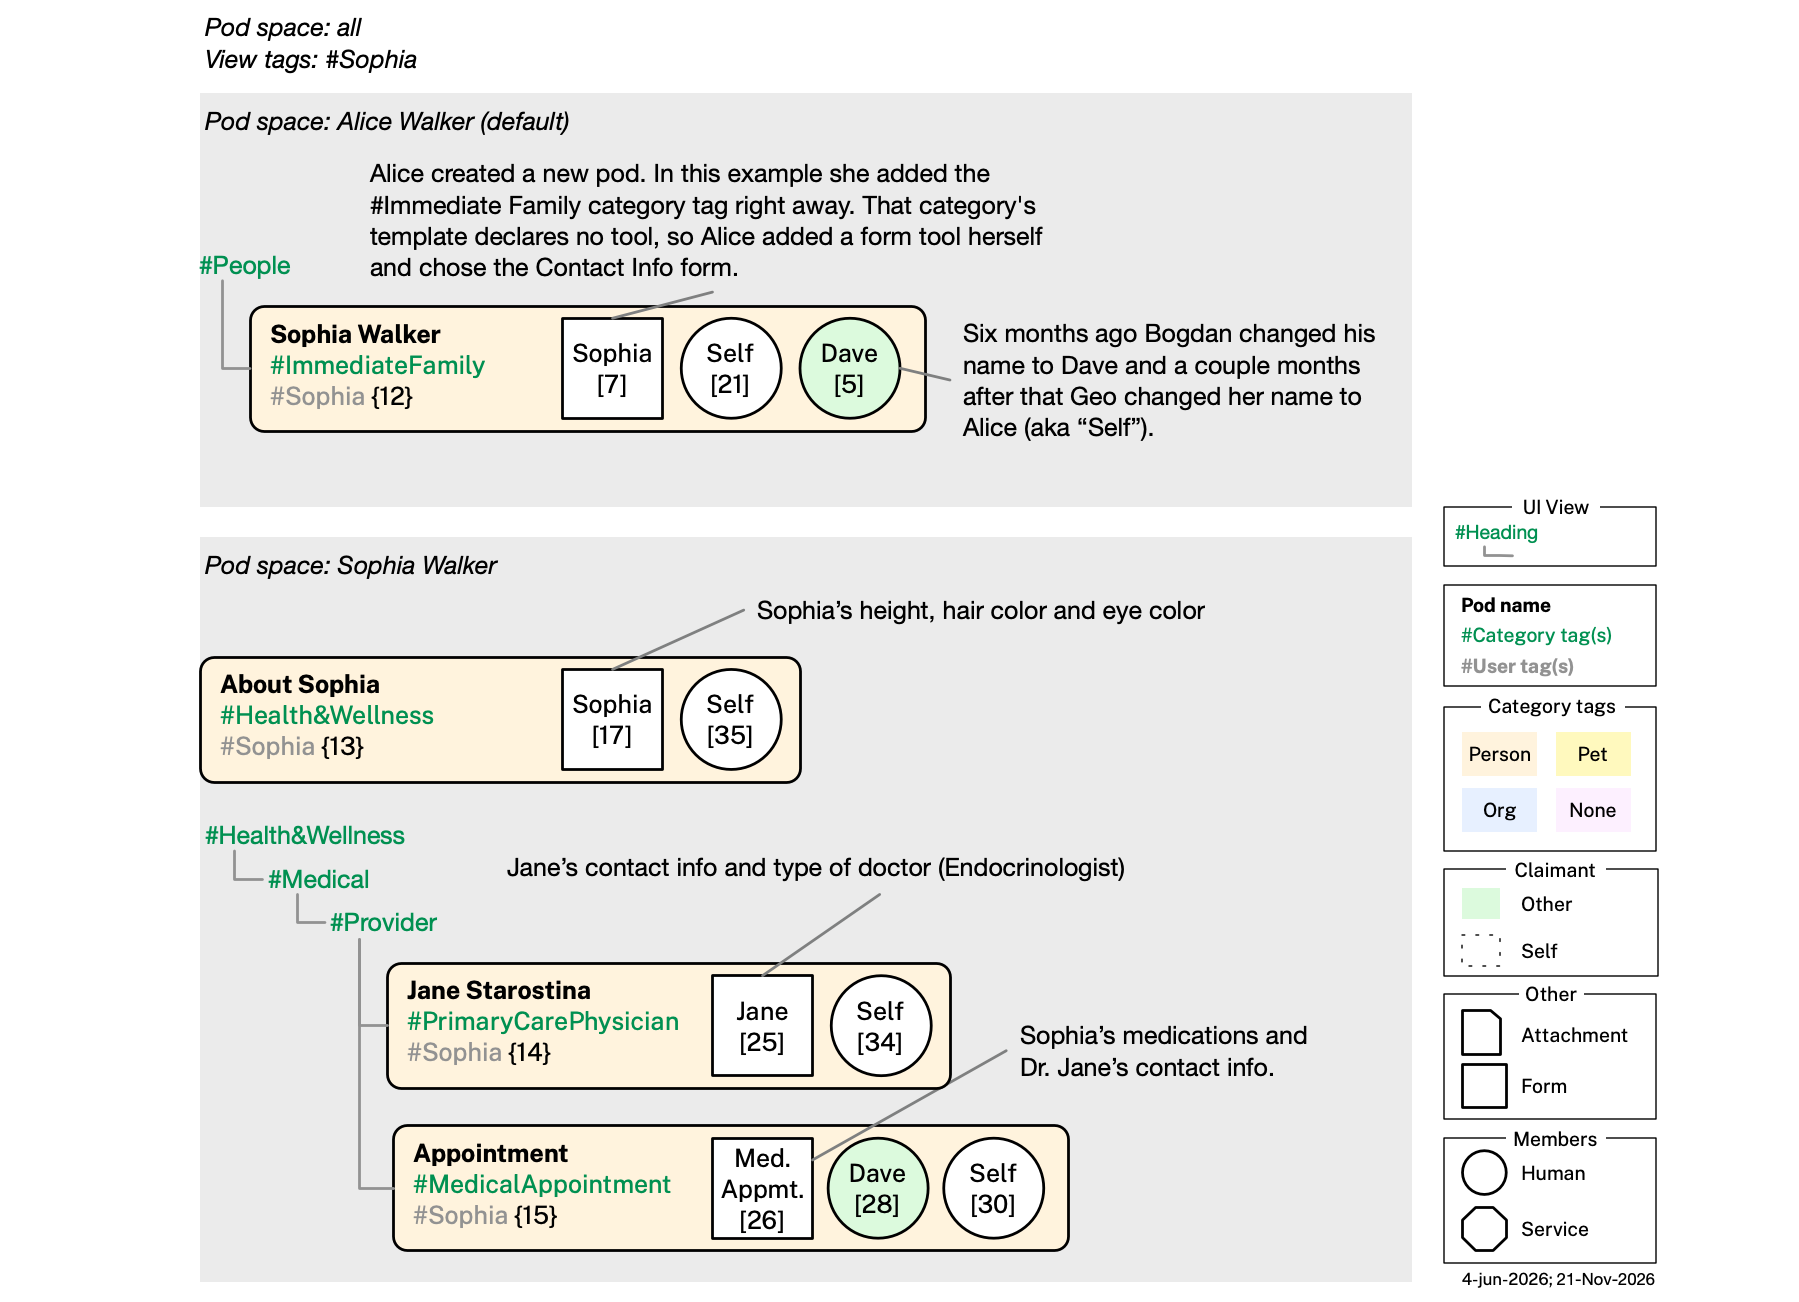 Pod space: all
View tags: #Sophia
Pod space: Alice Walker (default)
Alice created a new pod. In this example she added the
#Immediate Family category tag right away. That category's
template declares no tool, so Alice added a form tool herself
and chose the Contact Info form.
#People
Sophia Walker
#ImmediateFamily
#Sophia {12}
Sophia
[7]
Self
[21]
Dave
[5]
Six months ago Bogdan changed his
name to Dave and a couple months
after that Geo changed her name to
Alice (aka “Self”).
Pod space: Sophia Walker
Sophia’s height, hair color and eye color
About Sophia
#Health&Wellness
#Sophia {13}
Sophia
[17]
Self
[35]
#Health&Wellness
#Medical
#Provider
Jane’s contact info and type of doctor (Endocrinologist)
Jane Starostina
#PrimaryCarePhysician
#Sophia {14}
Jane
[25]
Self
[34]
Sophia’s medications and
Dr. Jane’s contact info.
Appointment
#MedicalAppointment
#Sophia {15}
Med.
Appmt.
[26]
Dave
[28]
Self
[30]
UI View
#Heading
Pod name
#Category tag(s)
#User tag(s)
Category tags
Person
Pet
Org
None
Claimant
Other
Self
Other
Attachment
Form
Members
Human
Service
4-jun-2026; 21-Nov-2026